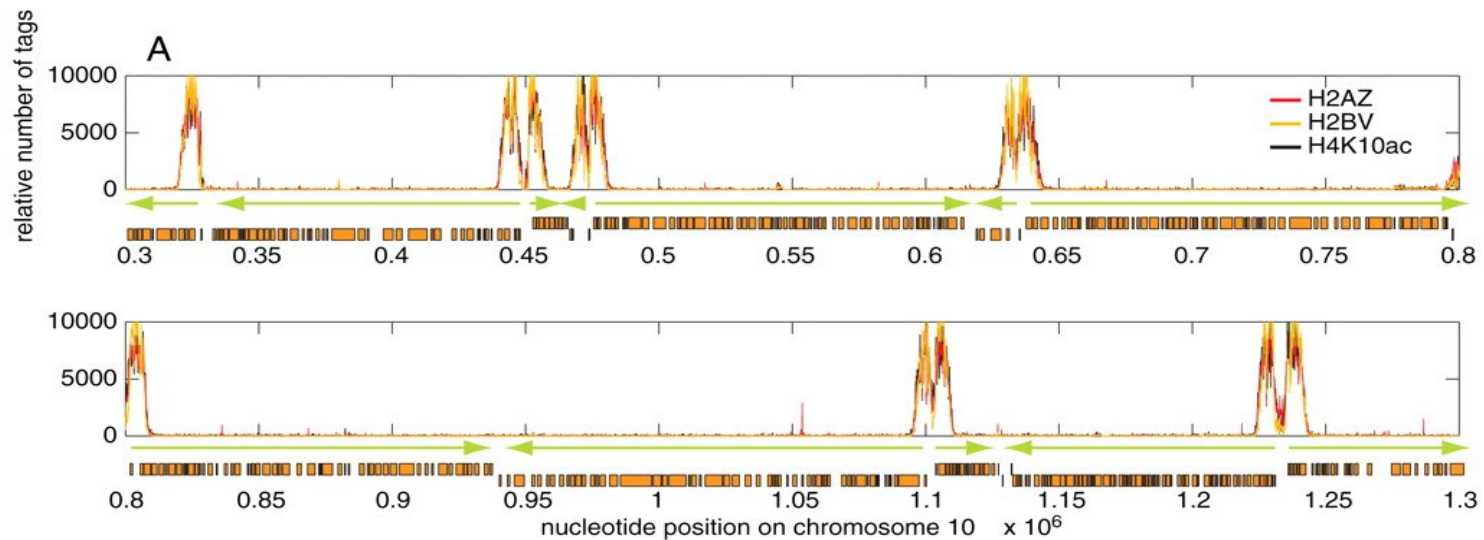 A
relative number of tags
10000
5000
0
H2AZ
H2BV
H4K10ac
0.3 0.35 0.4 0.45 0.5 0.55 0.6 0.65 0.7 0.75 0.8
10000
5000
0
0.8 0.85 0.9 0.95 1 1.05 1.1 1.15 1.2 1.25 1.3
nucleotide position on chromosome 10 x 10⁶